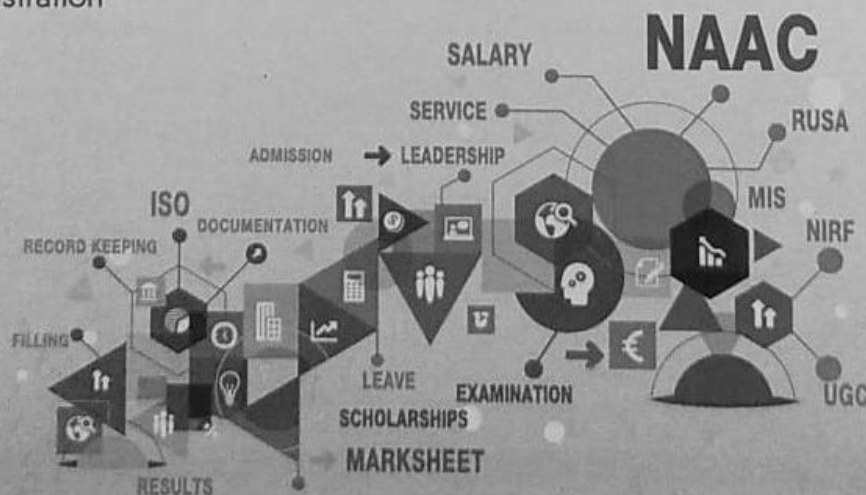 NAAC
SALARY
SERVICE
RUSA
ADMISSION
LEADERSHIP
MIS
ISO
DOCUMENTATION
NIRF
RECORD KEEPING
FILLING
LEAVE
EXAMINATION
UGC
SCHOLARSHIPS
MARKSHEET
RESULTS